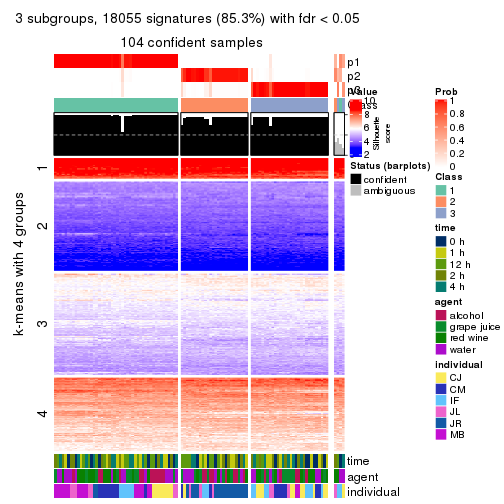 3 subgroups, 18055 signatures (85.3%) with fdr < 0.05
104 confident samples
p1
p2
p3
Class
k-means with 4 groups
1
2
3
4
time
agent
individual
Value
10
8
6
4
2
Silhouette
score
Status (barplots)
confident
ambiguous
Prob
1
0.8
0.6
0.4
0.2
0
Class
1
2
3
time
0 h
1 h
12 h
2 h
4 h
agent
alcohol
grape juice
red wine
water
individual
CJ
CM
IF
JL
JR
MB